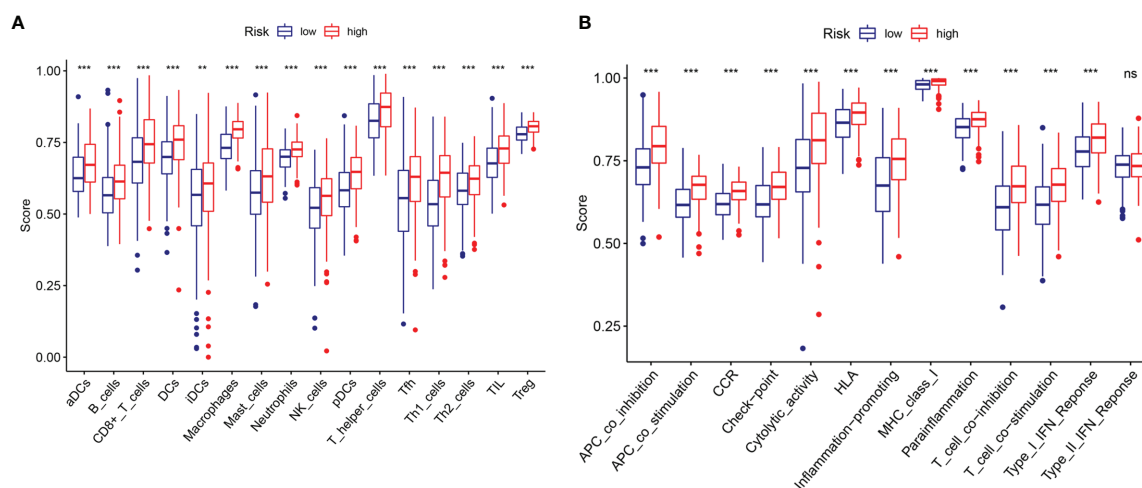 A
Risk low high
*** *** *** *** ** *** *** *** *** *** *** *** *** *** *** ***
1.00
0.75
0.50
0.25
0.00
Score
aDCs
B_cells
CD8+_T_cells
DCs
iDCs
Macrophages
Mast_cells
Neutrophils
NK_cells
pDCs
T_helper_cells
Tfh
Th1_cells
Th2_cells
TIL
Treg
B
Risk low high
*** *** *** *** *** *** *** *** *** *** *** *** ns
1.00
0.75
0.50
0.25
Score
APC_co_inhibition
APC_co_stimulation
CCR
Check-point
Cytolytic_activity
HLA
Inflammation-promoting
MHC_class_I
Parainflammation
T_cell_co-inhibition
T_cell_co-stimulation
Type_I_IFN_Reponse
Type_II_IFN_Reponse